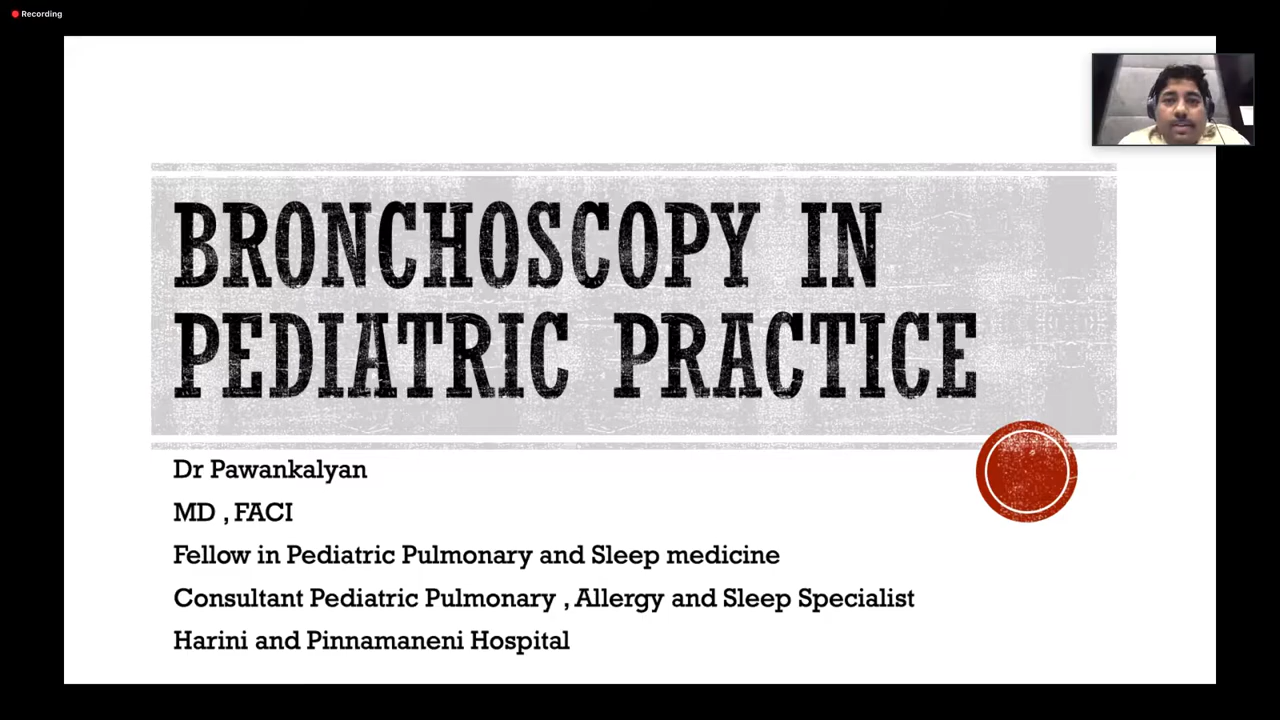 Recording
BRONCHOSCOPY IN
PEDIATRIC PRACTICE
Dr Pawankalyan
MD , FACI
Fellow in Pediatric Pulmonary and Sleep medicine
Consultant Pediatric Pulmonary , Allergy and Sleep Specialist
Harini and Pinnamaneni Hospital